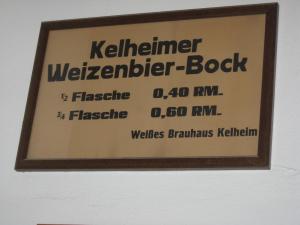 Kelheimer
Weizenbier-Bock
1/2 Flasche 0,40 RM.
3/4 Flasche 0,60 RM.
Weißes Brauhaus Kelheim